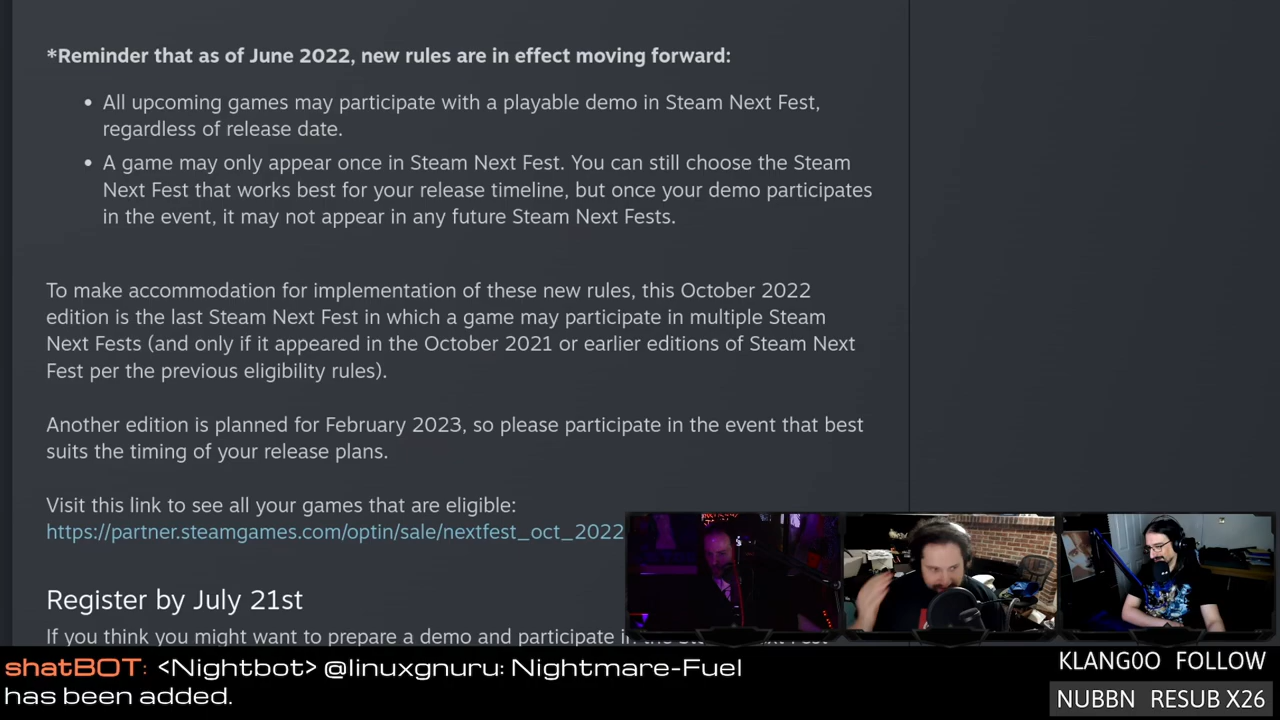 *Reminder that as of June 2022, new rules are in effect moving forward:
• All upcoming games may participate with a playable demo in Steam Next Fest,
regardless of release date.
• A game may only appear once in Steam Next Fest. You can still choose the Steam
Next Fest that works best for your release timeline, but once your demo participates
in the event, it may not appear in any future Steam Next Fests.
To make accommodation for implementation of these new rules, this October 2022
edition is the last Steam Next Fest in which a game may participate in multiple Steam
Next Fests (and only if it appeared in the October 2021 or earlier editions of Steam Next
Fest per the previous eligibility rules).
Another edition is planned for February 2023, so please participate in the event that best
suits the timing of your release plans.
Visit this link to see all your games that are eligible:
https://partner.steamgames.com/optin/sale/nextfest_oct_2022
Register by July 21st
If you think you might want to prepare a demo and participate in
shatBOT: <Nightbot> @linuxgnuru: Nightmare-Fuel
has been added.
KLANG0O FOLLOW
NUBBN RESUB X26